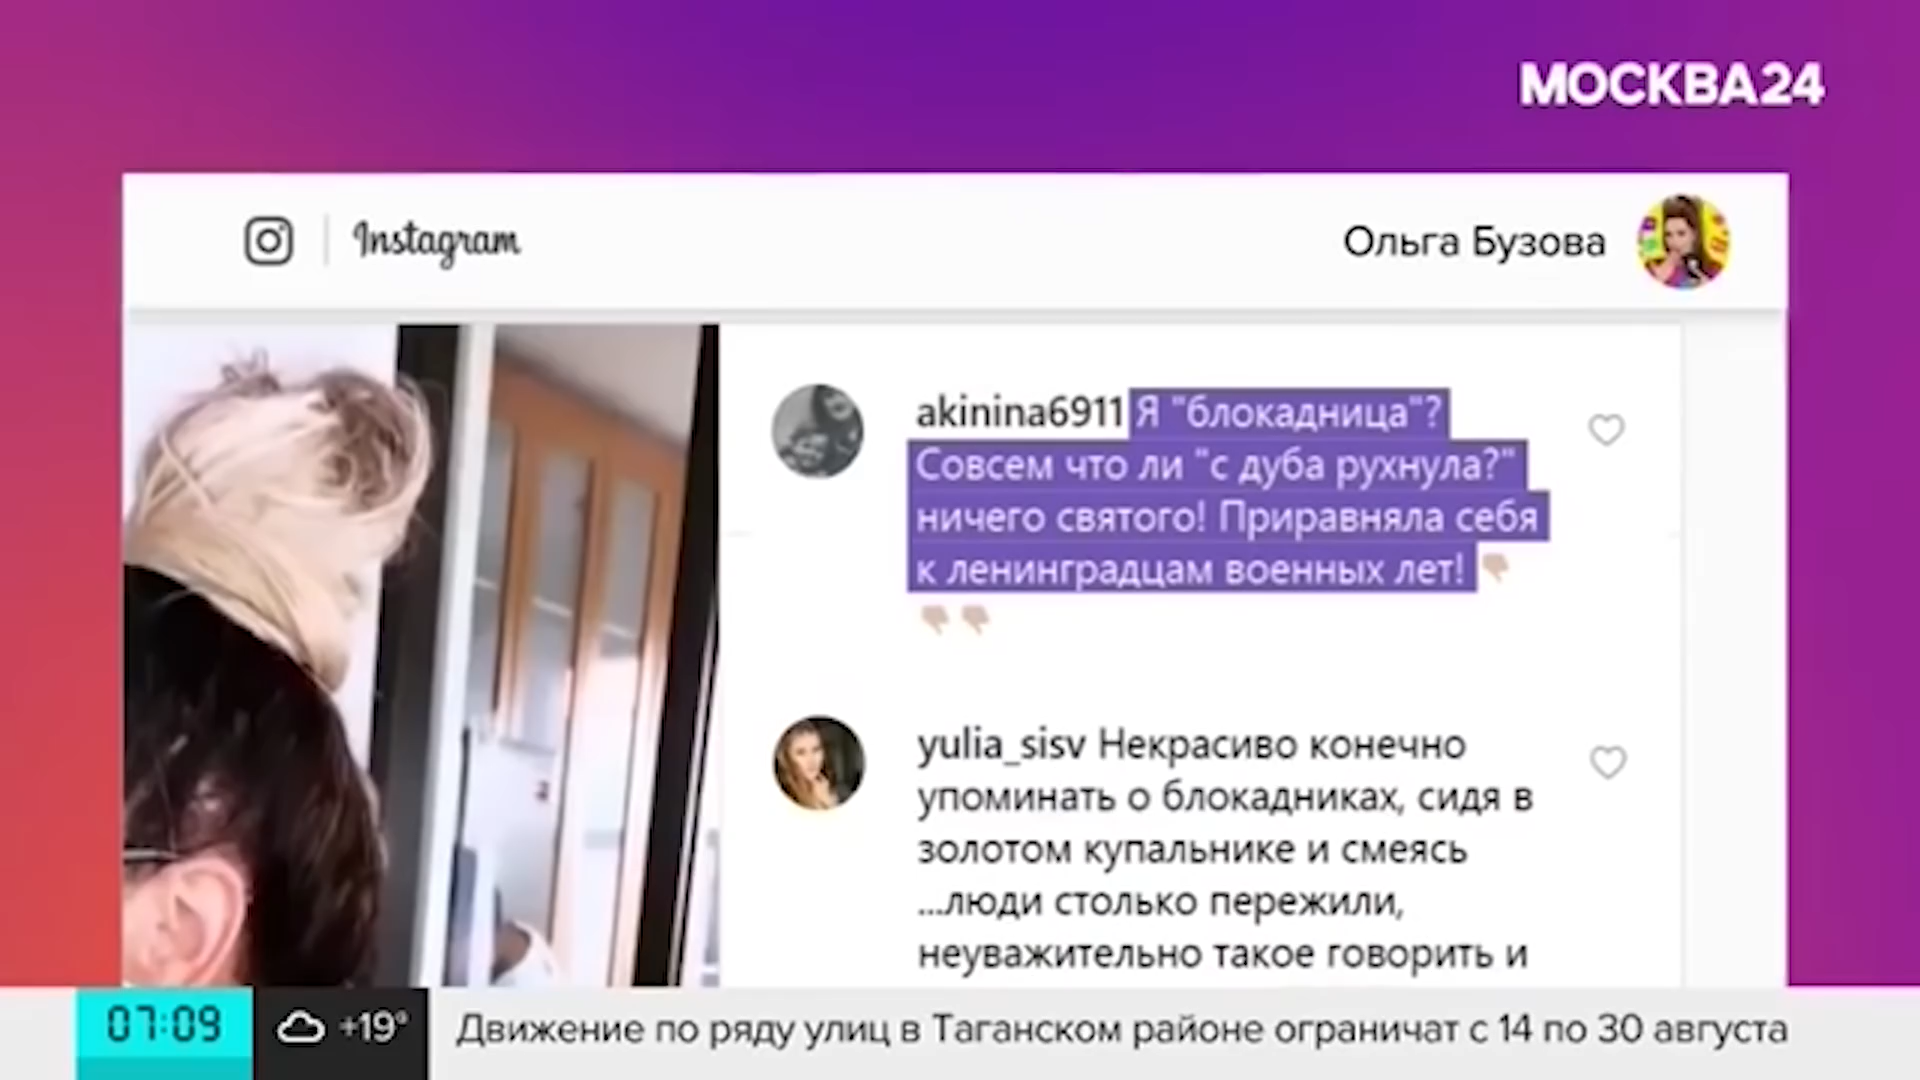 МОСКВА24
Instagram
Ольга Бузова
akinina6911 Я "блокадница"?
Совсем что ли "с дуба рухнула?"
ничего святого! Приравняла себя
к ленинградцам военных лет! 👎🏼
👎🏼👎🏼
yulia_sisv Некрасиво конечно
упоминать о блокадниках, сидя в
золотом купальнике и смеясь
...люди столько пережили,
неуважительно такое говорить и
07:09
+19°
Движение по ряду улиц в Таганском районе ограничат с 14 по 30 августа